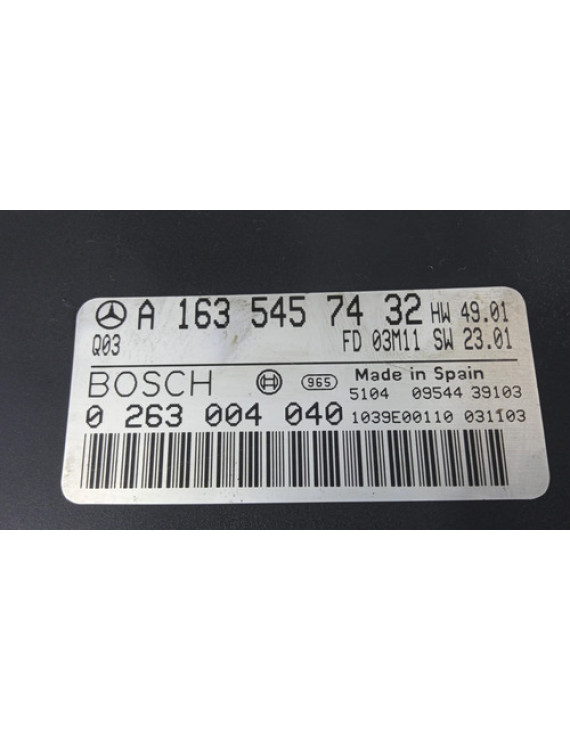 A 163 545 74 32 HW 49.01
Q03 FD 03M11 SW 23.01
BOSCH 965 Made in Spain
5104 09544 39103
0 263 004 040 1039E00110 031103